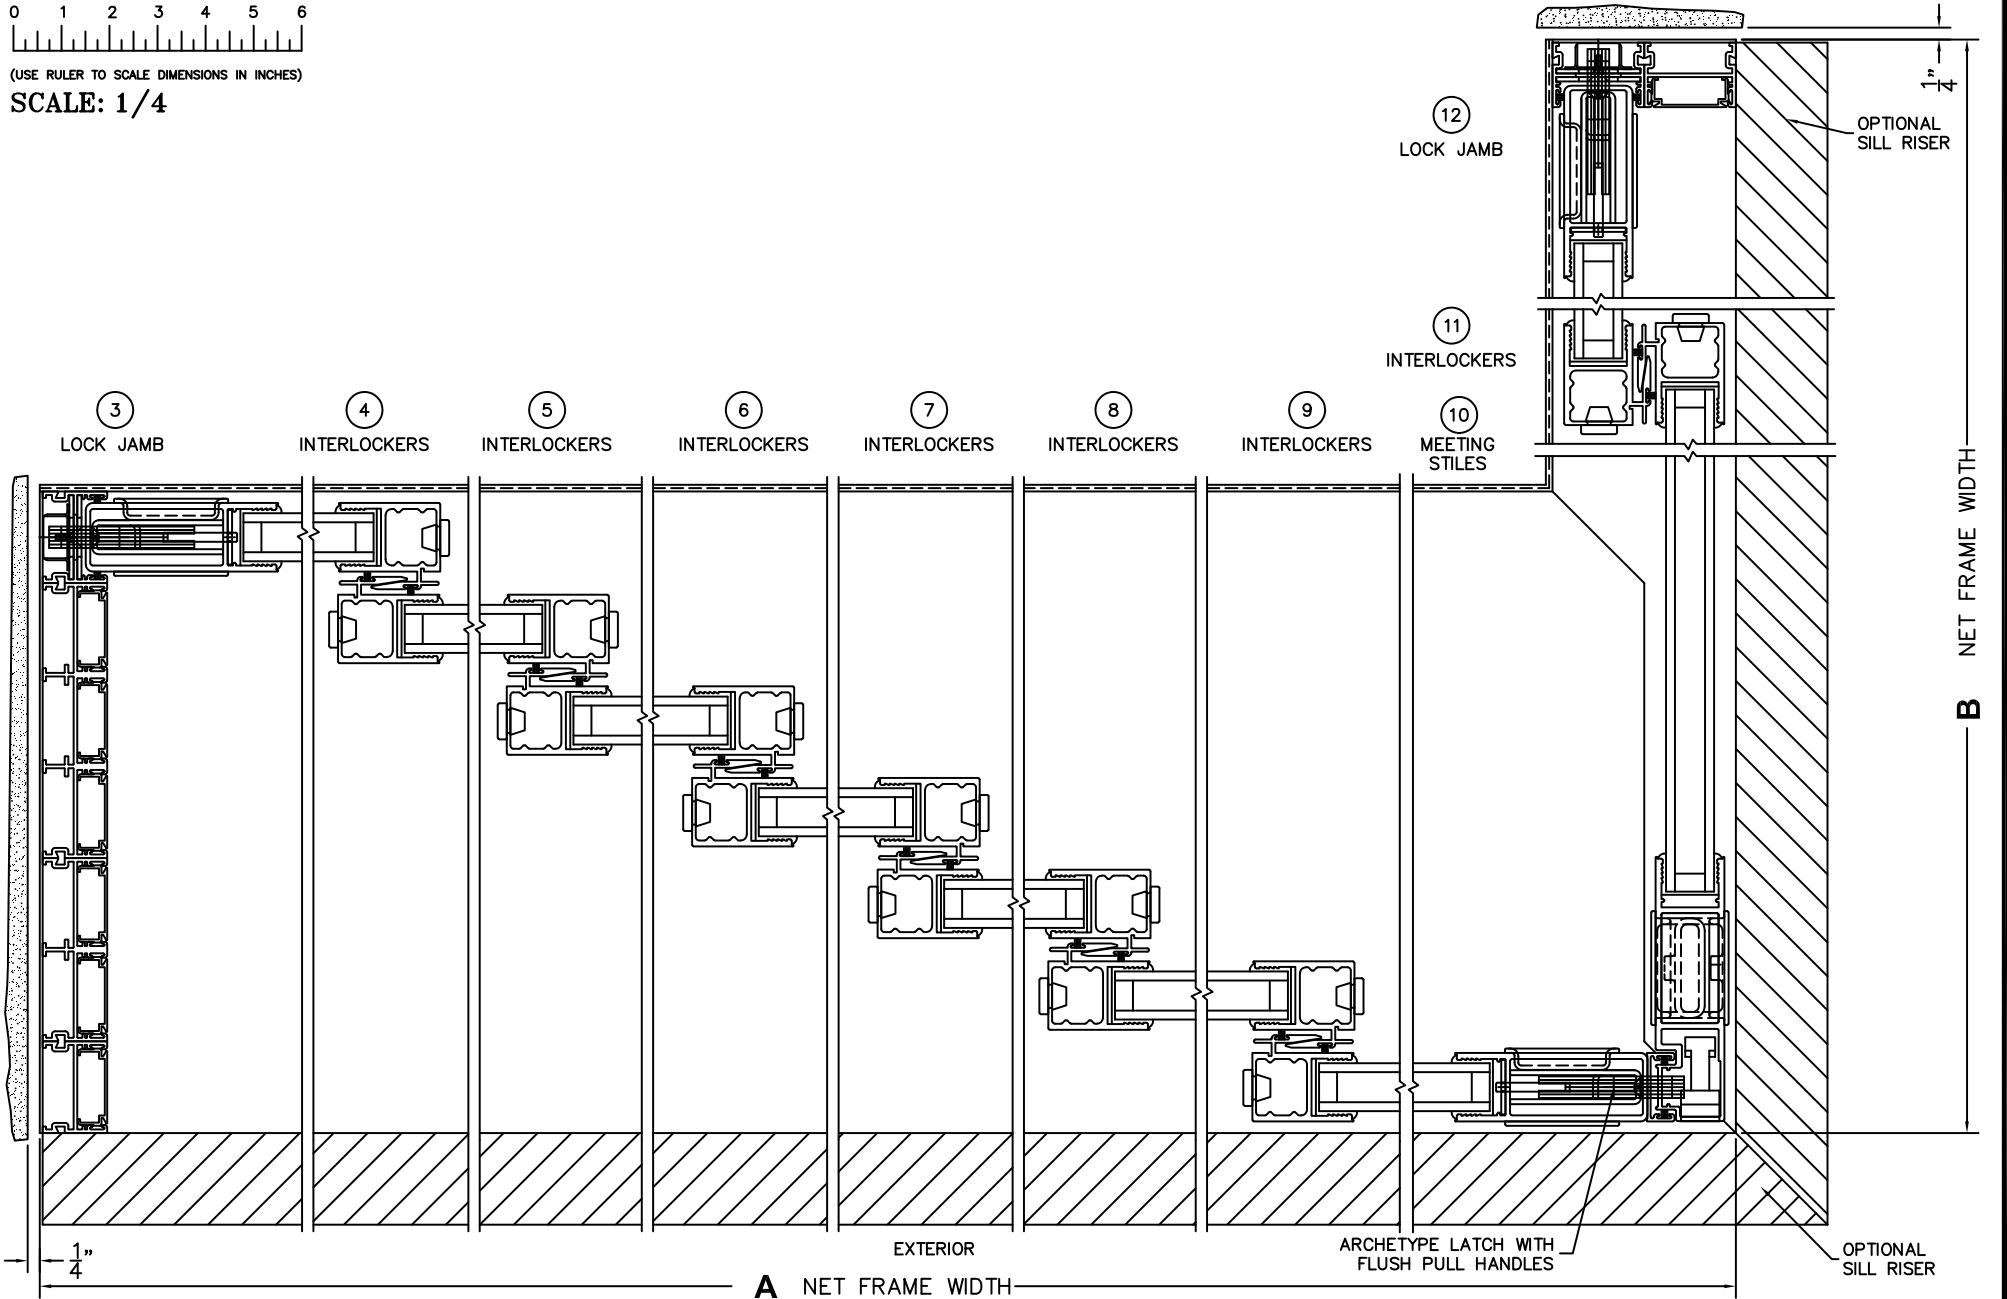 0 1 2 3 4 5 6
(USE RULER TO SCALE DIMENSIONS IN INCHES)
SCALE: 1/4
1/4"
OPTIONAL
SILL RISER
12
LOCK JAMB
11
INTERLOCKERS
3
LOCK JAMB
4
INTERLOCKERS
5
INTERLOCKERS
6
INTERLOCKERS
7
INTERLOCKERS
8
INTERLOCKERS
9
INTERLOCKERS
10
MEETING
STILES
B NET FRAME WIDTH
1/4"
EXTERIOR
ARCHETYPE LATCH WITH
FLUSH PULL HANDLES
OPTIONAL
SILL RISER
A NET FRAME WIDTH